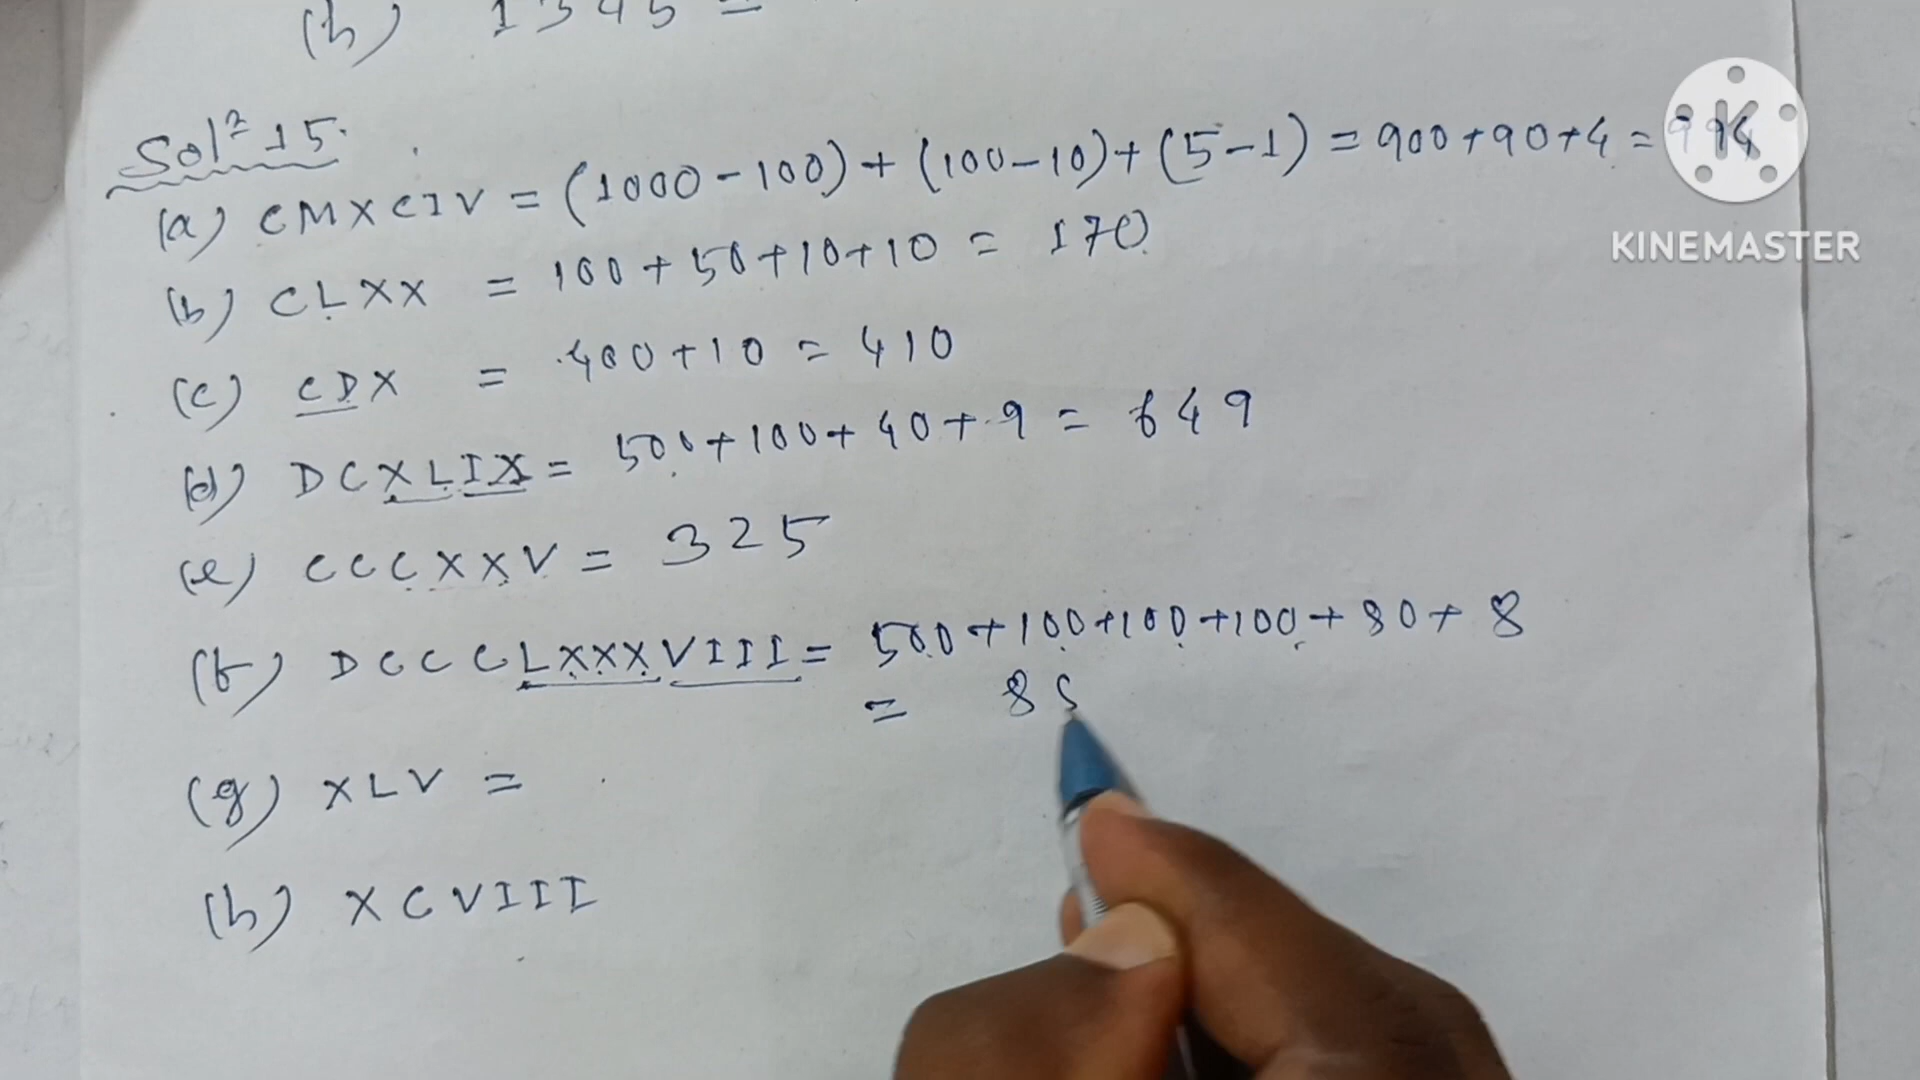 (h) 1345 =
Solⁿ 15.
(a) CMXCIV = (1000-100)+(100-10)+(5-1) = 900+90+4 = 994
KINEMASTER
(b) CLXX = 100+50+10+10 = 170
(c) CDX = 400+10 = 410
(d) DCXLIX = 500+100+40+9 = 649
(e) CCCXXV = 325
(f) DCCCLXXXVIII = 500+100+100+100+80+8
= 88
(g) XLV =
(h) XCVIII